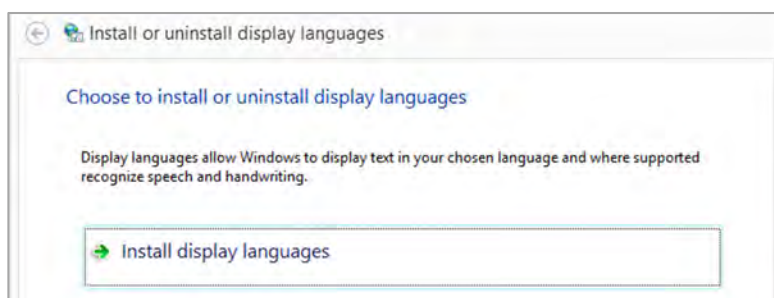 Install or uninstall display languages
Choose to install or uninstall display languages
Display languages allow Windows to display text in your chosen language and where supported
recognize speech and handwriting.
Install display languages